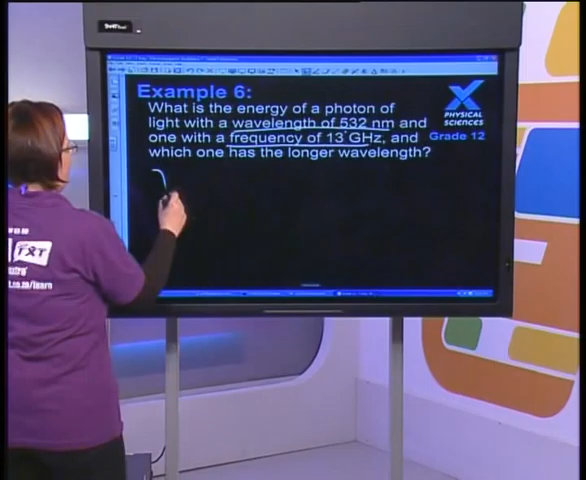 Example 6:
What is the energy of a photon of
light with a wavelength of 532 nm and
one with a frequency of 13 GHz, and
which one has the longer wavelength?
X
PHYSICAL
SCIENCES
Grade 12
TXT